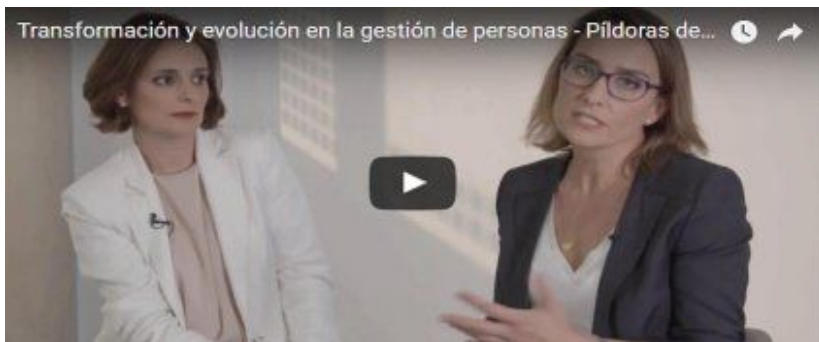 Transformación y evolución en la gestión de personas - Píldoras de...